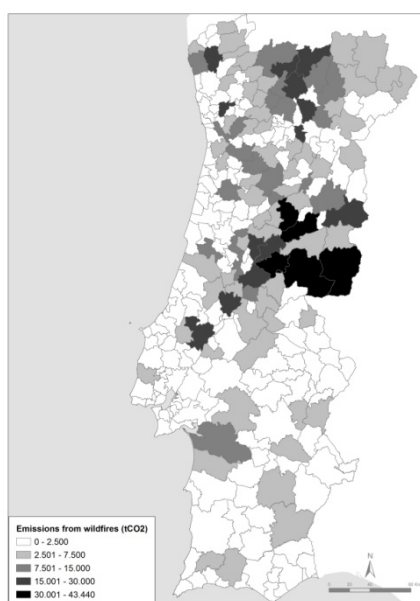 Emissions from wildfires (tCO2)
0 - 2.500
2.501 - 7.500
7.501 - 15.000
15.001 - 30.000
30.001 - 43.440
N